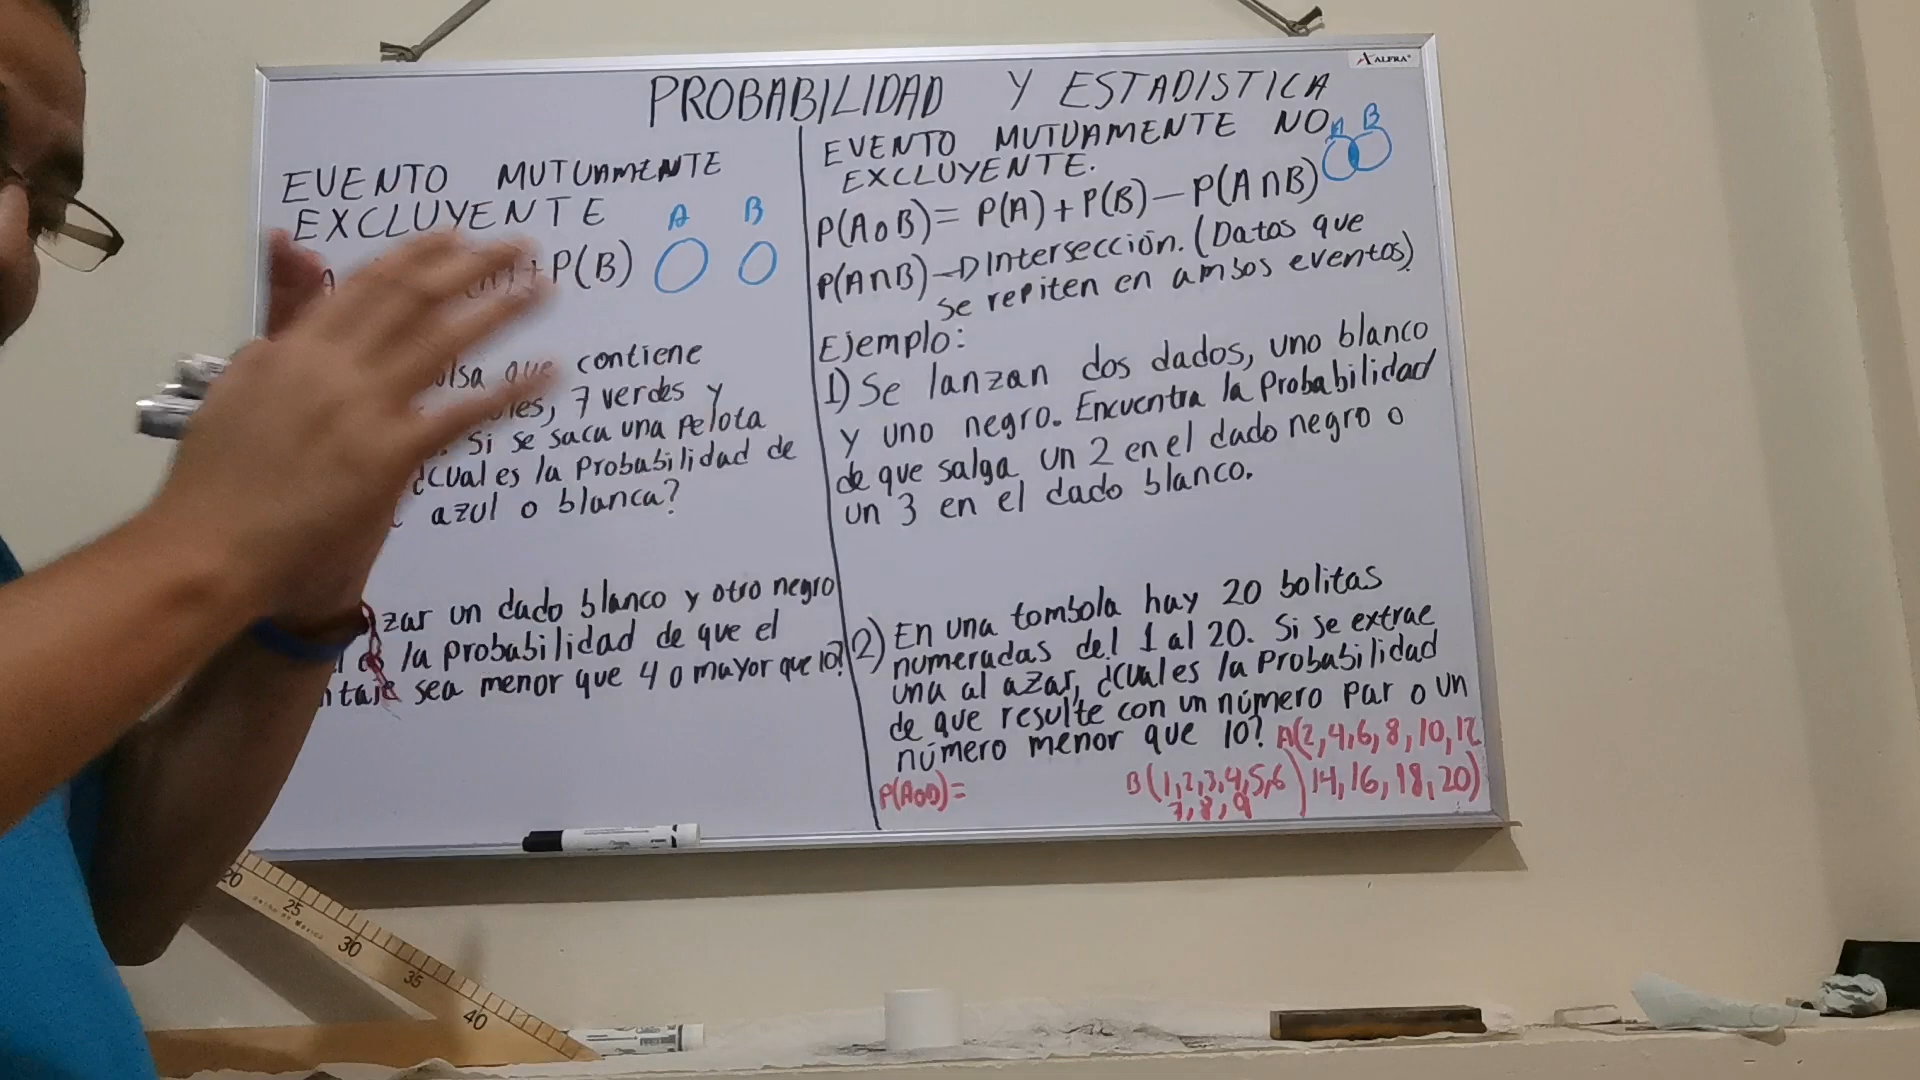 ALFRA
PROBABILIDAD Y ESTADISTICA
EVENTO MUTUAMENTE
EXCLUYENTE
A B
+P(B)
que contiene
7 verdes y
Si se saca una pelota
¿cual es la probabilidad de
azul o blanca?
zar un dado blanco y otro negro
la probabilidad de que el
sea menor que 4 o mayor que 10?
EVENTO MUTUAMENTE NO
EXCLUYENTE.
A B
P(A o B) = P(A) + P(B) – P(A∩B)
P(A∩B)→Intersección. (Datos que
se repiten en ambos eventos)
Ejemplo:
1) Se lanzan dos dados, uno blanco
y uno negro. Encuentra la Probabilidad
de que salga un 2 en el dado negro o
un 3 en el dado blanco.
2) En una tombola hay 20 bolitas
numeradas del 1 al 20. Si se extrae
una al azar, ¿cual es la Probabilidad
de que resulte con un número Par o un
número menor que 10? A(2,4,6,8,10,12
P(AoB)= B(1,2,3,4,5,6 14,16,18,20)
7,8,9)
20 25 30 35 40